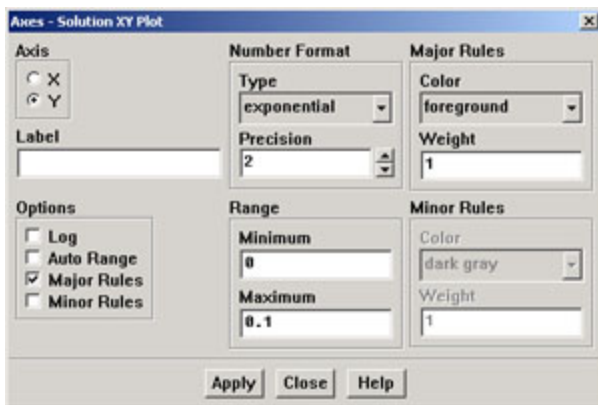 Axes - Solution XY Plot
Axis
X
Y
Label
Options
Log
Auto Range
Major Rules
Minor Rules
Number Format
Type
exponential
Precision
2
Range
Minimum
0
Maximum
0.1
Major Rules
Color
foreground
Weight
1
Minor Rules
Color
dark gray
Weight
1
Apply Close Help